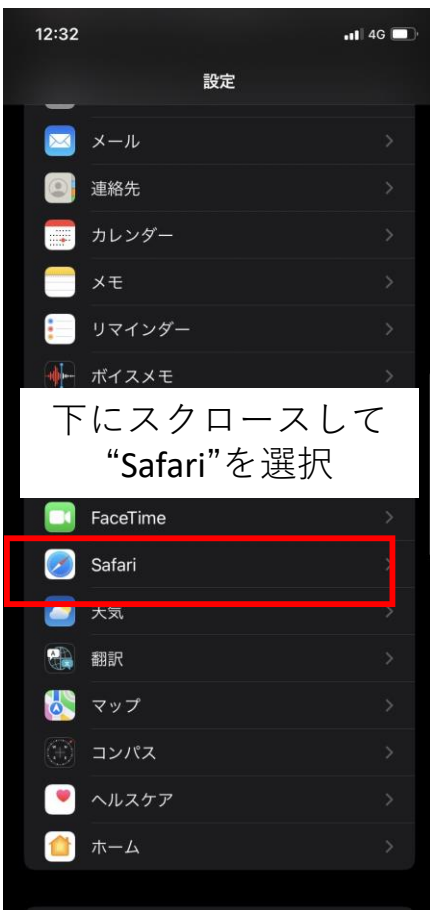 12:32
4G
設定
メール
連絡先
カレンダー
メモ
リマインダー
ボイスメモ
下にスクロースして
“Safari”を選択
FaceTime
Safari
天気
翻訳
マップ
コンパス
ヘルスケア
ホーム